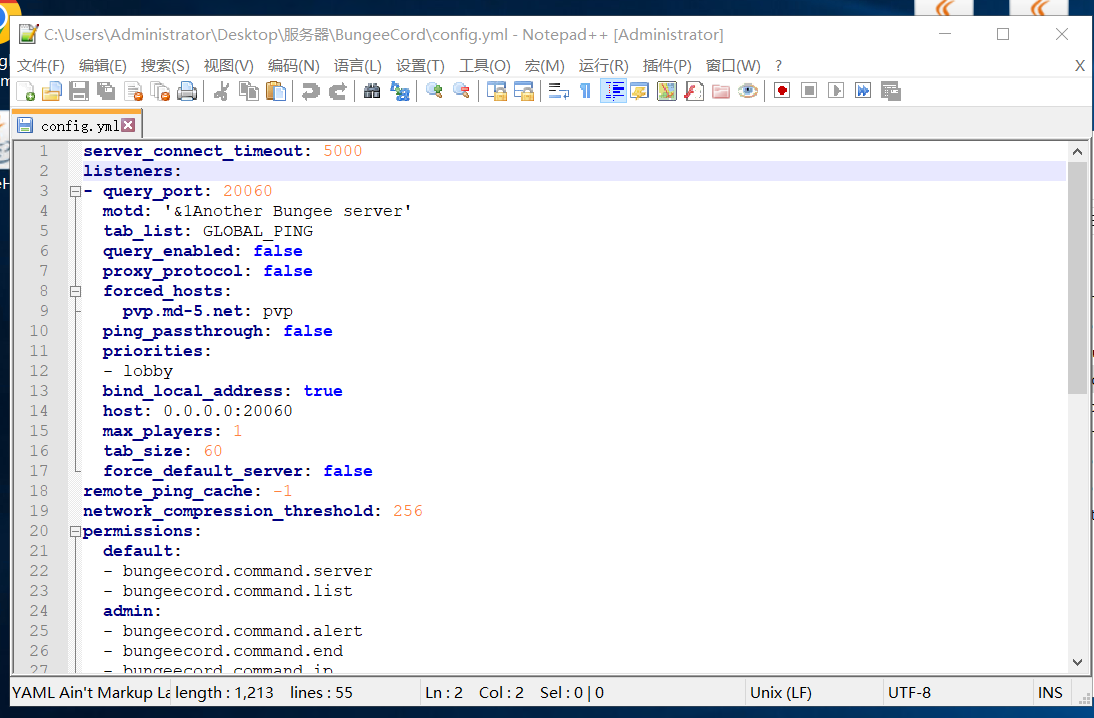 C:\Users\Administrator\Desktop\服务器\BungeeCord\config.yml - Notepad++ [Administrator]
文件(F) 编辑(E) 搜索(S) 视图(V) 编码(N) 语言(L) 设置(T) 工具(O) 宏(M) 运行(R) 插件(P) 窗口(W) ? X
config.yml
1 server_connect_timeout: 5000
2 listeners:
3 - query_port: 20060
4 motd: '&1Another Bungee server'
5 tab_list: GLOBAL_PING
6 query_enabled: false
7 proxy_protocol: false
8 forced_hosts:
9 pvp.md-5.net: pvp
10 ping_passthrough: false
11 priorities:
12 - lobby
13 bind_local_address: true
14 host: 0.0.0.0:20060
15 max_players: 1
16 tab_size: 60
17 force_default_server: false
18 remote_ping_cache: -1
19 network_compression_threshold: 256
20 permissions:
21 default:
22 - bungeecord.command.server
23 - bungeecord.command.list
24 admin:
25 - bungeecord.command.alert
26 - bungeecord.command.end
27 - bungeecord.command.ip
YAML Ain't Markup La length : 1,213 lines : 55 Ln : 2 Col : 2 Sel : 0 | 0 Unix (LF) UTF-8 INS